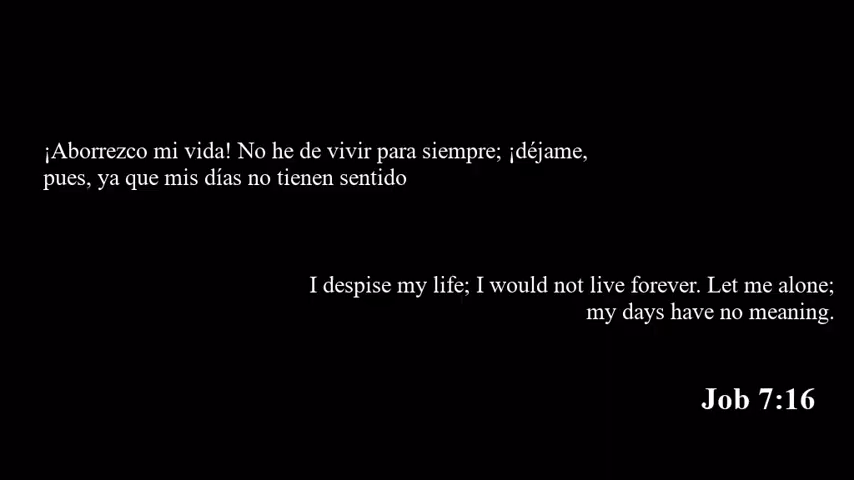 ¡Aborrezco mi vida! No he de vivir para siempre; ¡déjame,
pues, ya que mis días no tienen sentido
I despise my life; I would not live forever. Let me alone;
my days have no meaning.
Job 7:16